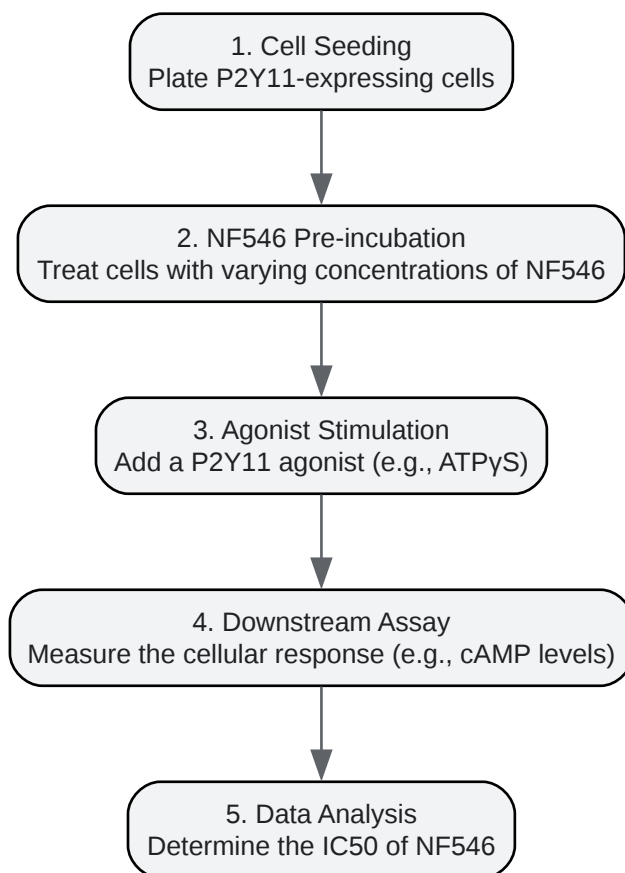 1. Cell Seeding
Plate P2Y11-expressing cells
2. NF546 Pre-incubation
Treat cells with varying concentrations of NF546
3. Agonist Stimulation
Add a P2Y11 agonist (e.g., ATPγS)
4. Downstream Assay
Measure the cellular response (e.g., cAMP levels)
5. Data Analysis
Determine the IC50 of NF546